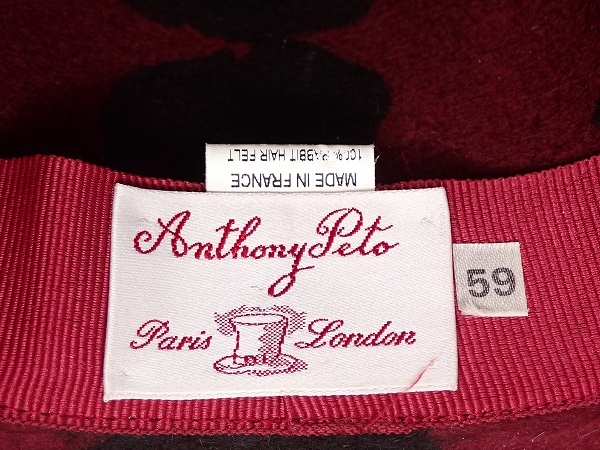 100% RABBIT HAIR FELT
MADE IN FRANCE
Anthony Peto
59
Paris London